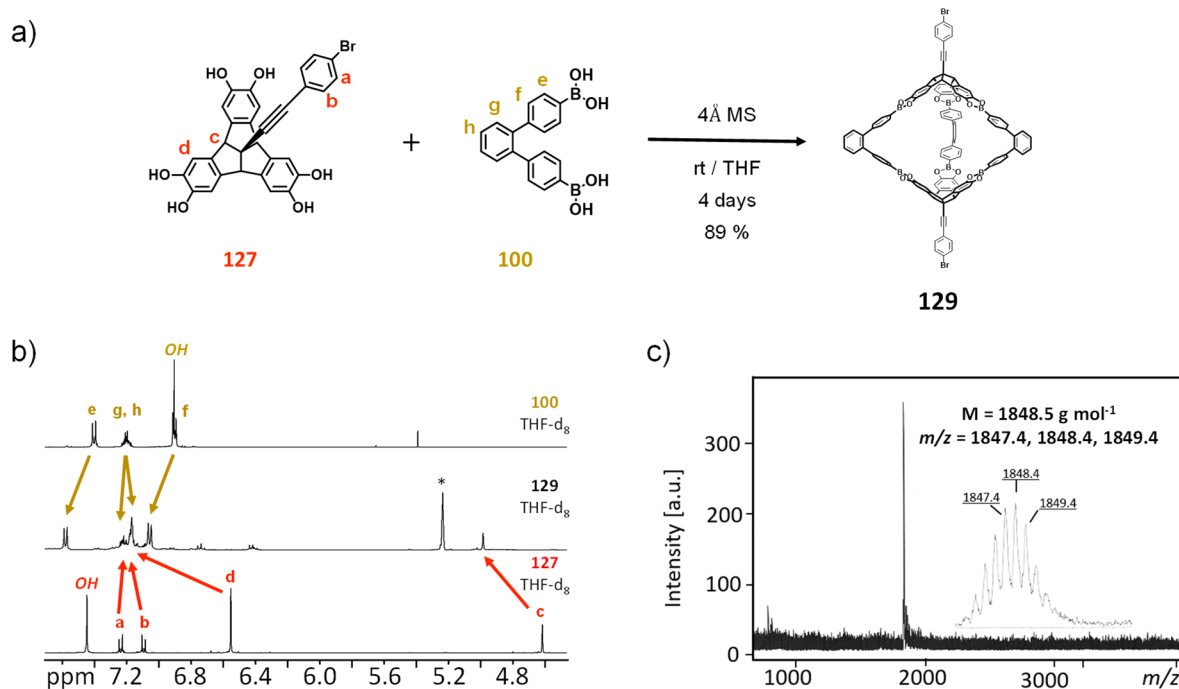 a)
Br
a
b
HO
OH
HO
OH
c
d
HO
OH
127
+
e
f
g
h
B
OH
OH
B
OH
OH
100
4Å MS
rt / THF
4 days
89 %
Br
B
O
O
B
O
O
B
O
O
B
O
O
B
O
O
B
O
O
Br
129
b)
OH
e
g, h
f
100
THF-d8
129
THF-d8
*
127
THF-d8
OH
a
b
d
c
ppm 7.2 6.8 6.4 6.0 5.6 5.2 4.8
c)
M = 1848.5 g mol-1
m/z = 1847.4, 1848.4, 1849.4
1848.4
1847.4
1849.4
Intensity [a.u.]
300
200
100
0
1000 2000 3000 m/z